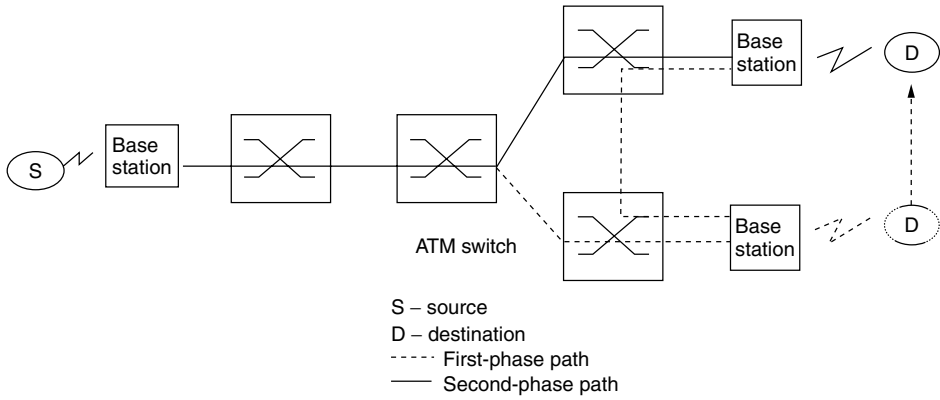 Base
station
D
Base
station
S
D
Base
station
ATM switch
S – source
D – destination
First-phase path
Second-phase path